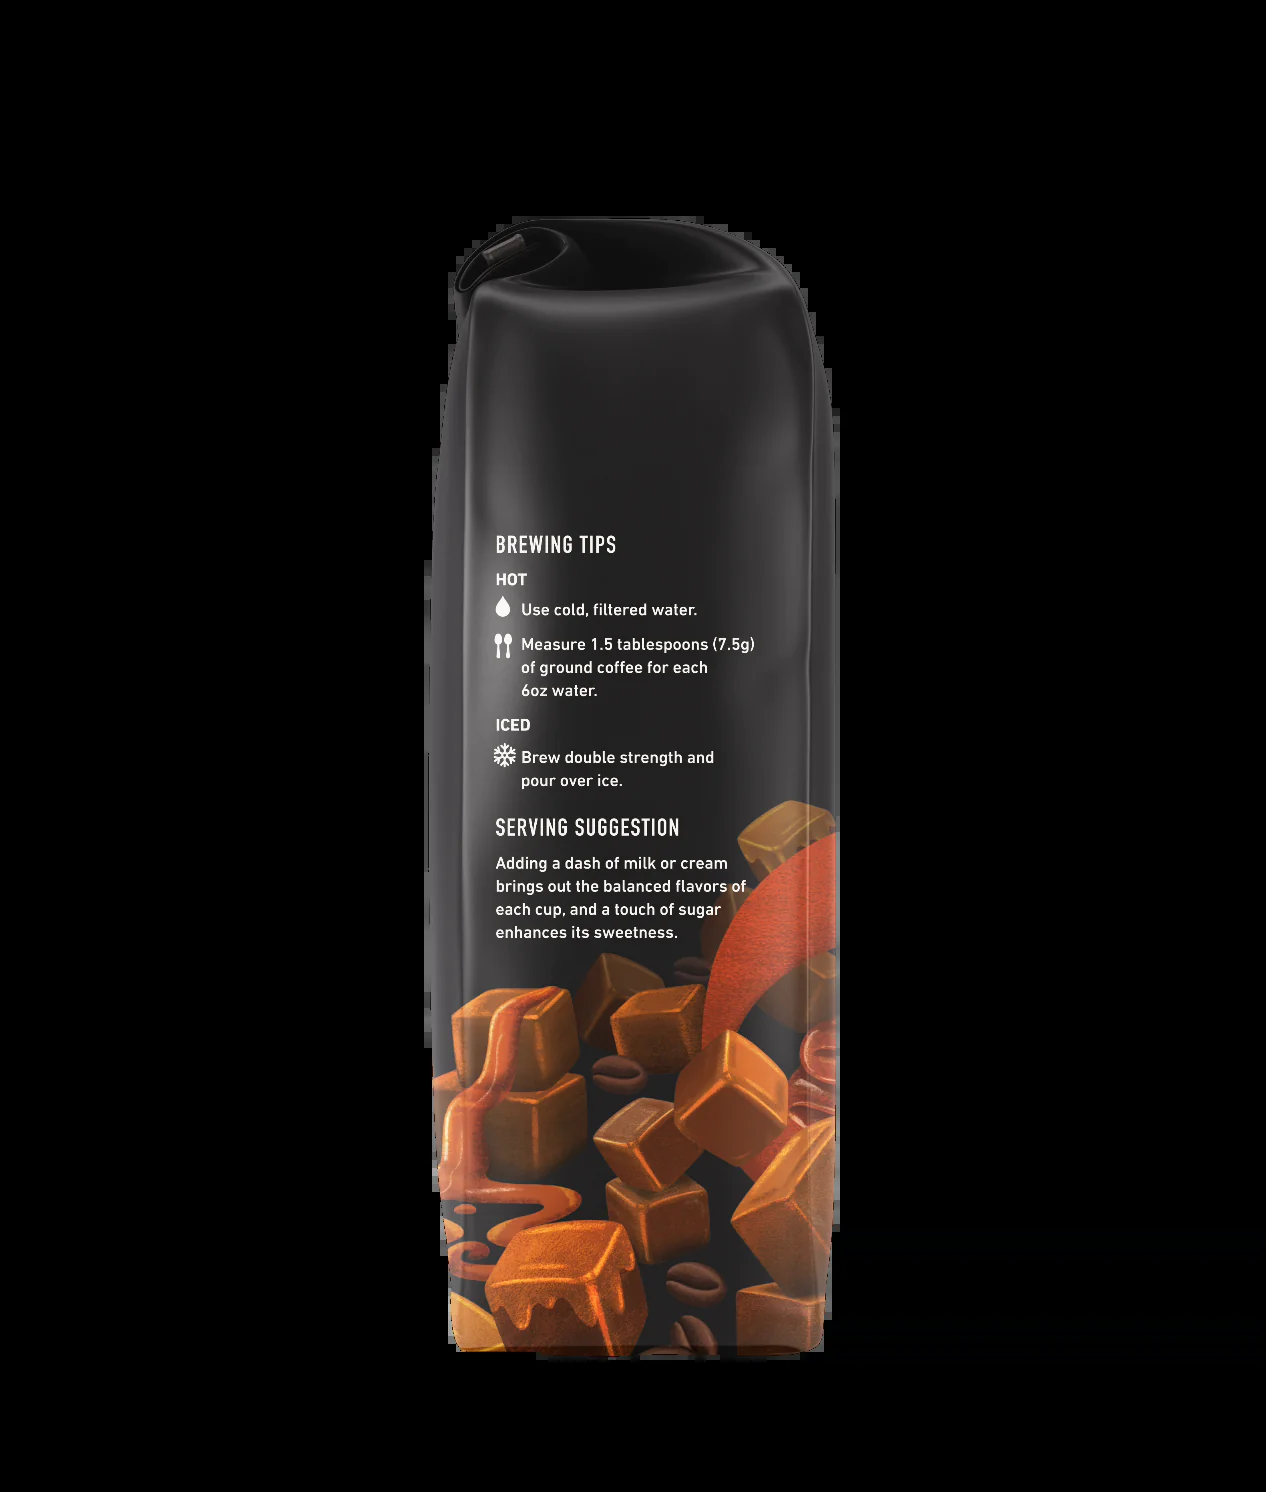 BREWING TIPS
HOT
Use cold, filtered water.
Measure 1.5 tablespoons (7.5g)
of ground coffee for each
6oz water.
ICED
Brew double strength and
pour over ice.
SERVING SUGGESTION
Adding a dash of milk or cream
brings out the balanced flavors of
each cup, and a touch of sugar
enhances its sweetness.